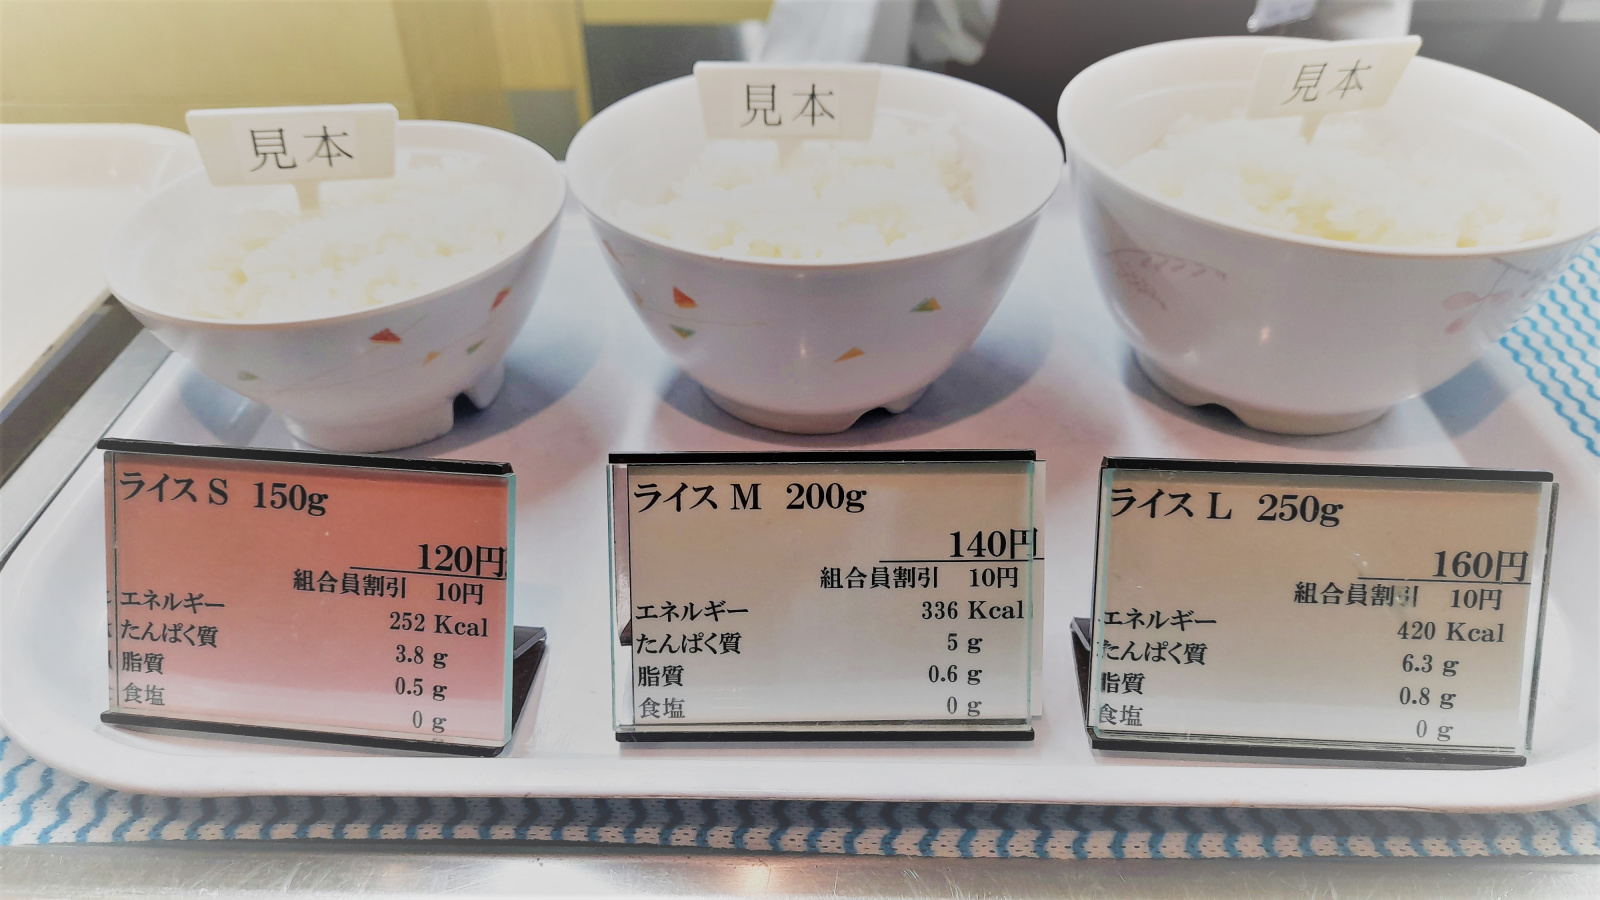 見本
見本
見本
ライス S 150g
120円
組合員割引 10円
エネルギー 252 Kcal
たんぱく質 3.8 g
脂質 0.5 g
食塩 0 g
ライス M 200g
140円
組合員割引 10円
エネルギー 336 Kcal
たんぱく質 5 g
脂質 0.6 g
食塩 0 g
ライス L 250g
160円
組合員割引 10円
エネルギー 420 Kcal
たんぱく質 6.3 g
脂質 0.8 g
食塩 0 g